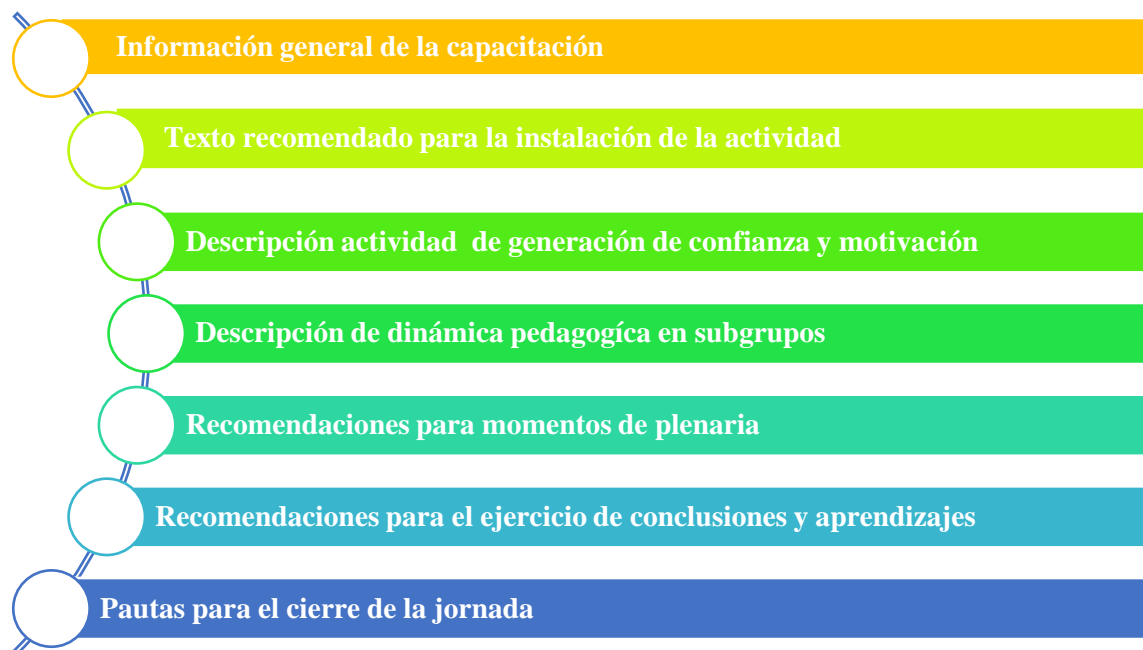 Información general de la capacitación
Texto recomendado para la instalación de la actividad
Descripción actividad  de generación de confianza y motivación
Descripción de dinámica pedagogíca en subgrupos
Recomendaciones para momentos de plenaria
Recomendaciones para el ejercicio de conclusiones y aprendizajes
Pautas para el cierre de la jornada